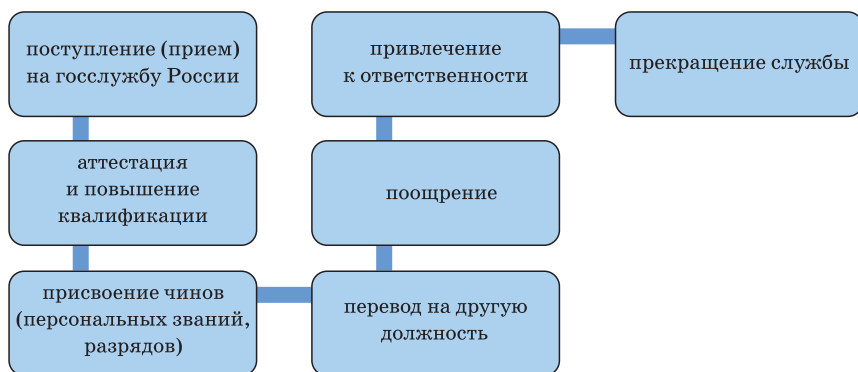 поступление (прием)
на госслужбу России
аттестация
и повышение
квалификации
присвоение чинов
(персональных званий,
разрядов)
перевод на другую
должность
поощрение
привлечение
к ответственности
прекращение службы